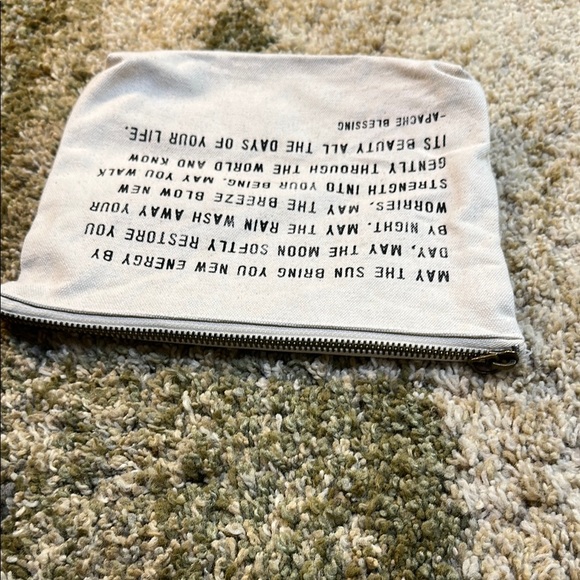 MAY THE SUN BRING YOU NEW ENERGY BY
DAY, MAY THE MOON SOFTLY RESTORE YOU
BY NIGHT. MAY THE RAIN WASH AWAY YOUR
WORRIES. MAY THE BREEZE BLOW NEW
STRENGTH INTO YOUR BEING. MAY YOU WALK
GENTLY THROUGH THE WORLD AND KNOW
ITS BEAUTY ALL THE DAYS OF YOUR LIFE.
-APACHE BLESSING